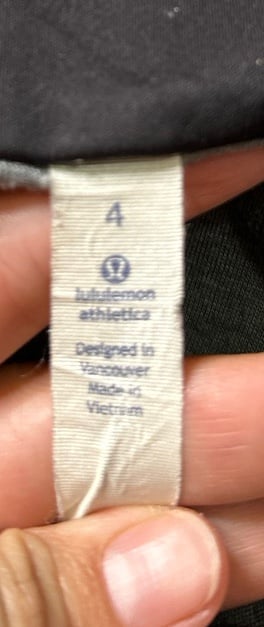 4
lululemon
athletica
Designed in
Vancouver
Made in
Vietnam